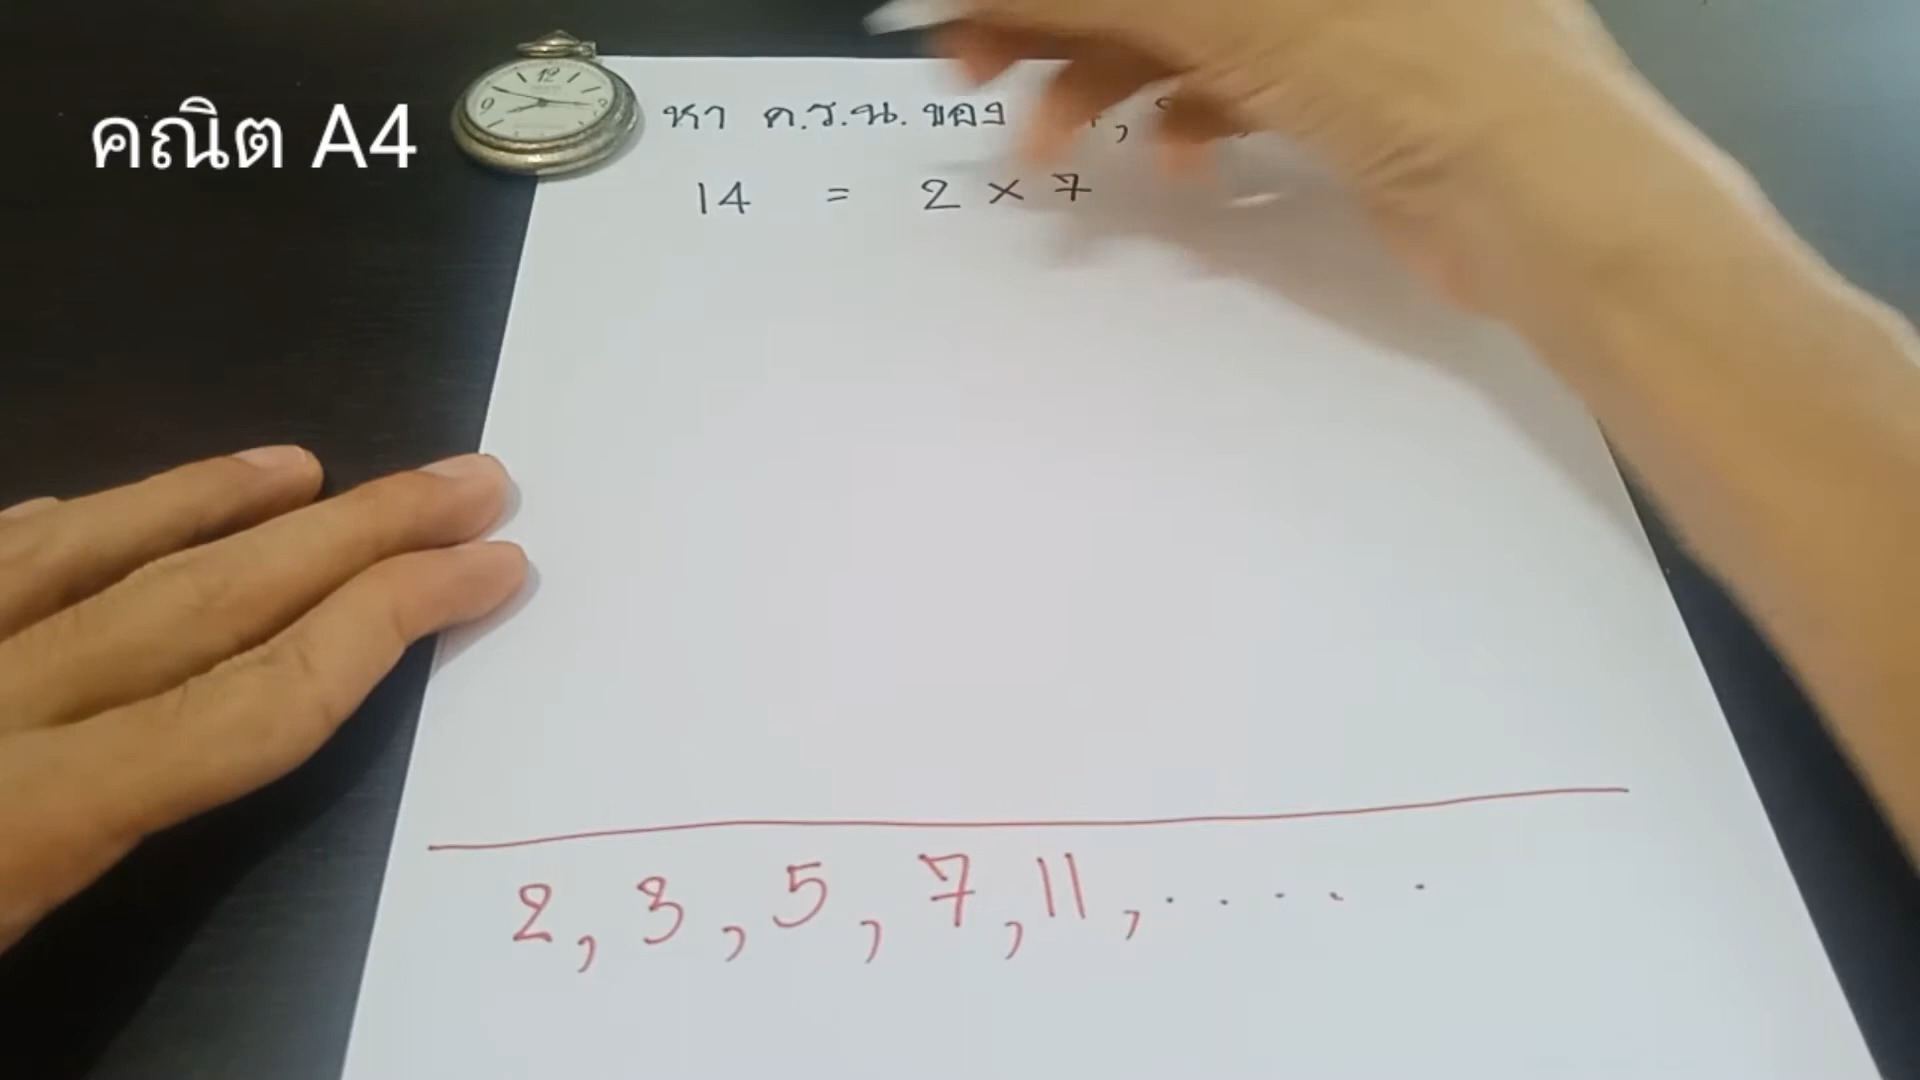 คณิต A4
หา ค.ร.น. ของ
14 = 2 × 7
2, 3, 5, 7, 11, . . . . .